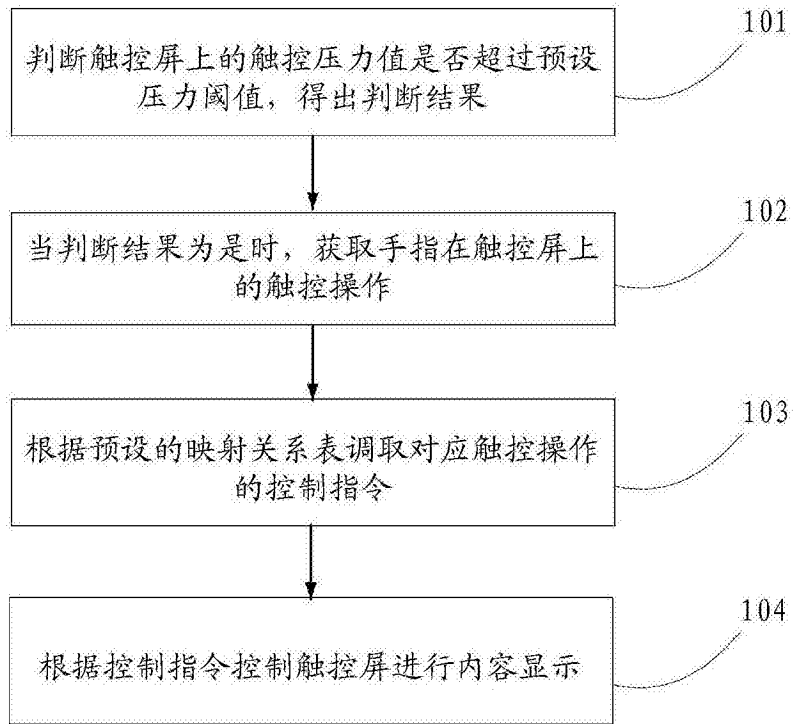 101
判断触控屏上的触控压力值是否超过预设
压力阈值，得出判断结果
102
当判断结果为是时，获取手指在触控屏上
的触控操作
103
根据预设的映射关系表调取对应触控操作
的控制指令
104
根据控制指令控制触控屏进行内容显示